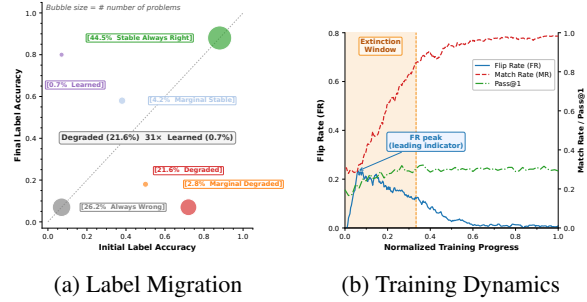 Bubble size = # number of problems
Final Label Accuracy
1.0
0.8
0.6
0.4
0.2
0.0
[44.5% Stable Always Right]
[0.7% Learned]
[4.2% Marginal Stable]
Degraded (21.6%) 31× Learned (0.7%)
[21.6% Degraded]
[2.8% Marginal Degraded]
[26.2% Always Wrong]
0.0 0.2 0.4 0.6 0.8 1.0
Initial Label Accuracy
(a) Label Migration
Flip Rate (FR)
0.8
0.6
0.4
0.2
0.0
Extinction
Window
Flip Rate (FR)
Match Rate (MR)
Pass@1
FR peak
(leading indicator)
1.0
0.8
0.6
0.4
0.2
0.0
Match Rate / Pass@1
0.0 0.2 0.4 0.6 0.8 1.0
Normalized Training Progress
(b) Training Dynamics